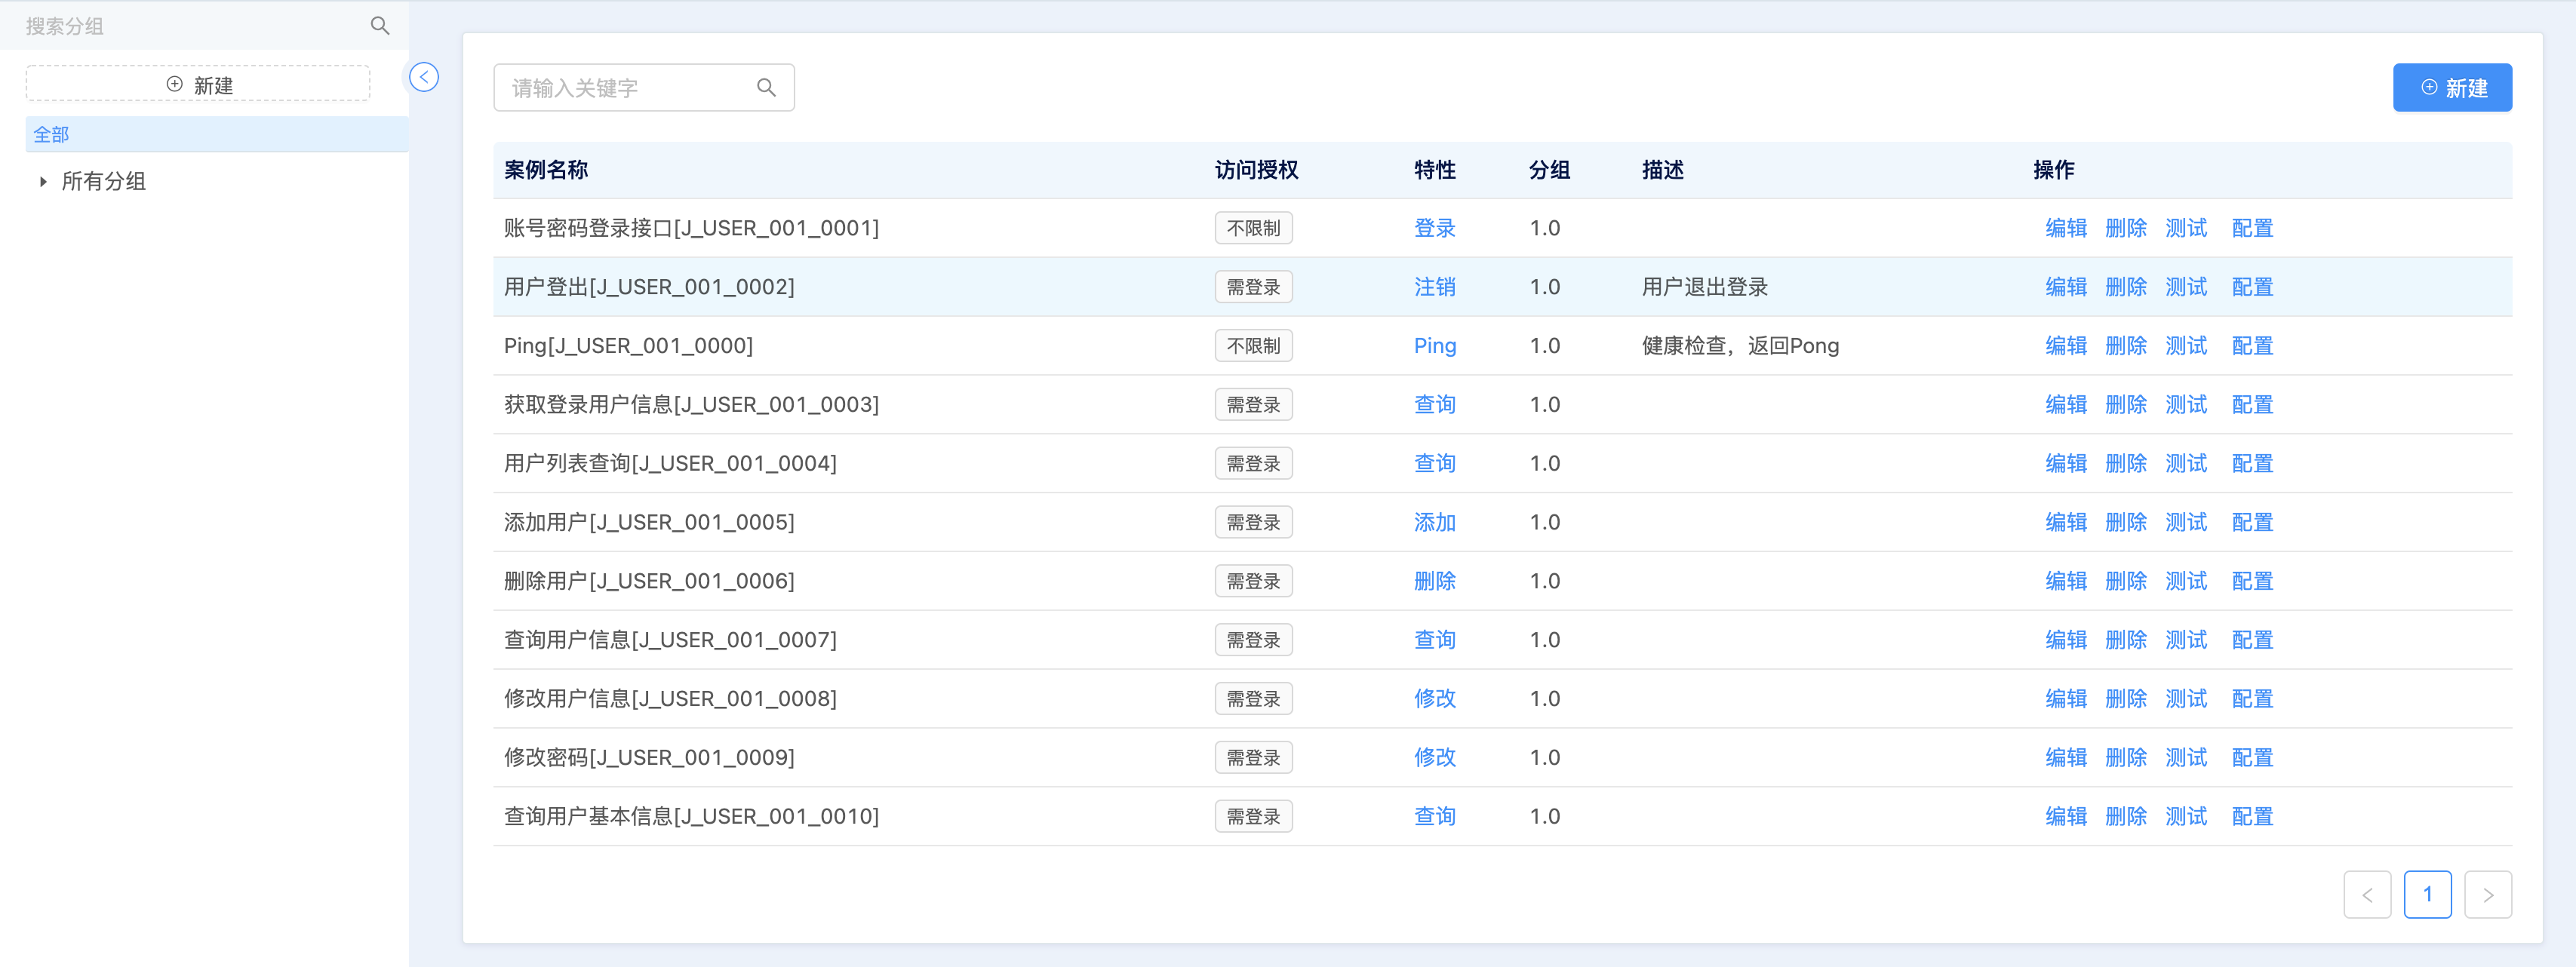 搜索分组
新建
全部
所有分组
请输入关键字
新建
案例名称 访问授权 特性 分组 描述 操作
账号密码登录接口[J_USER_001_0001] 不限制 登录 1.0 编辑 删除 测试 配置
用户登出[J_USER_001_0002] 需登录 注销 1.0 用户退出登录 编辑 删除 测试 配置
Ping[J_USER_001_0000] 不限制 Ping 1.0 健康检查，返回Pong 编辑 删除 测试 配置
获取登录用户信息[J_USER_001_0003] 需登录 查询 1.0 编辑 删除 测试 配置
用户列表查询[J_USER_001_0004] 需登录 查询 1.0 编辑 删除 测试 配置
添加用户[J_USER_001_0005] 需登录 添加 1.0 编辑 删除 测试 配置
删除用户[J_USER_001_0006] 需登录 删除 1.0 编辑 删除 测试 配置
查询用户信息[J_USER_001_0007] 需登录 查询 1.0 编辑 删除 测试 配置
修改用户信息[J_USER_001_0008] 需登录 修改 1.0 编辑 删除 测试 配置
修改密码[J_USER_001_0009] 需登录 修改 1.0 编辑 删除 测试 配置
查询用户基本信息[J_USER_001_0010] 需登录 查询 1.0 编辑 删除 测试 配置
1